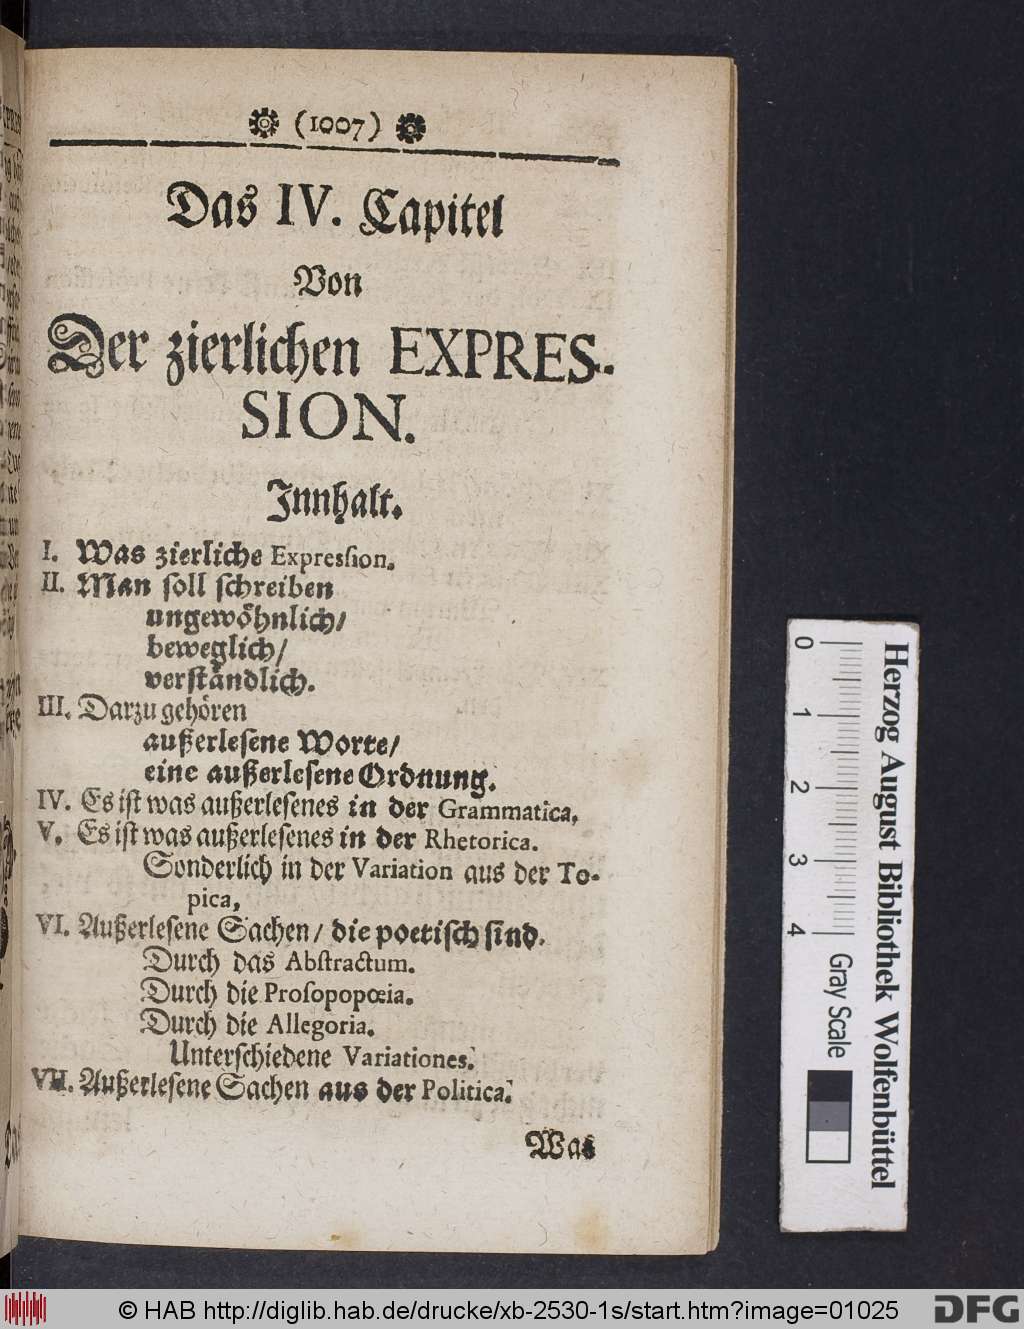 (1007)
Das IV. Capitel
Von
Der zierlichen EXPRES-
SION.
Innhalt.
I. Was zierliche Expression.
II. Man soll schreiben
ungewöhnlich/
beweglich/
verständlich.
III. Darzu gehören
außerlesene Worte/
eine außerlesene Ordnung.
IV. Es ist was außerlesenes in der Grammatica,
V. Es ist was außerlesenes in der Rhetorica.
Sonderlich in der Variation aus der To-
pica,
VI. Außerlesene Sachen/ die poetisch sind.
Durch das Abstractum.
Durch die Prosopopœia.
Durch die Allegoria.
Unterschiedene Variationes.
VII. Außerlesene Sachen aus der Politica.
Was
0 1 2 3 4
Herzog August Bibliothek Wolfenbüttel
Gray Scale
© HAB http://diglib.hab.de/drucke/xb-2530-1s/start.htm?image=01025
DFG